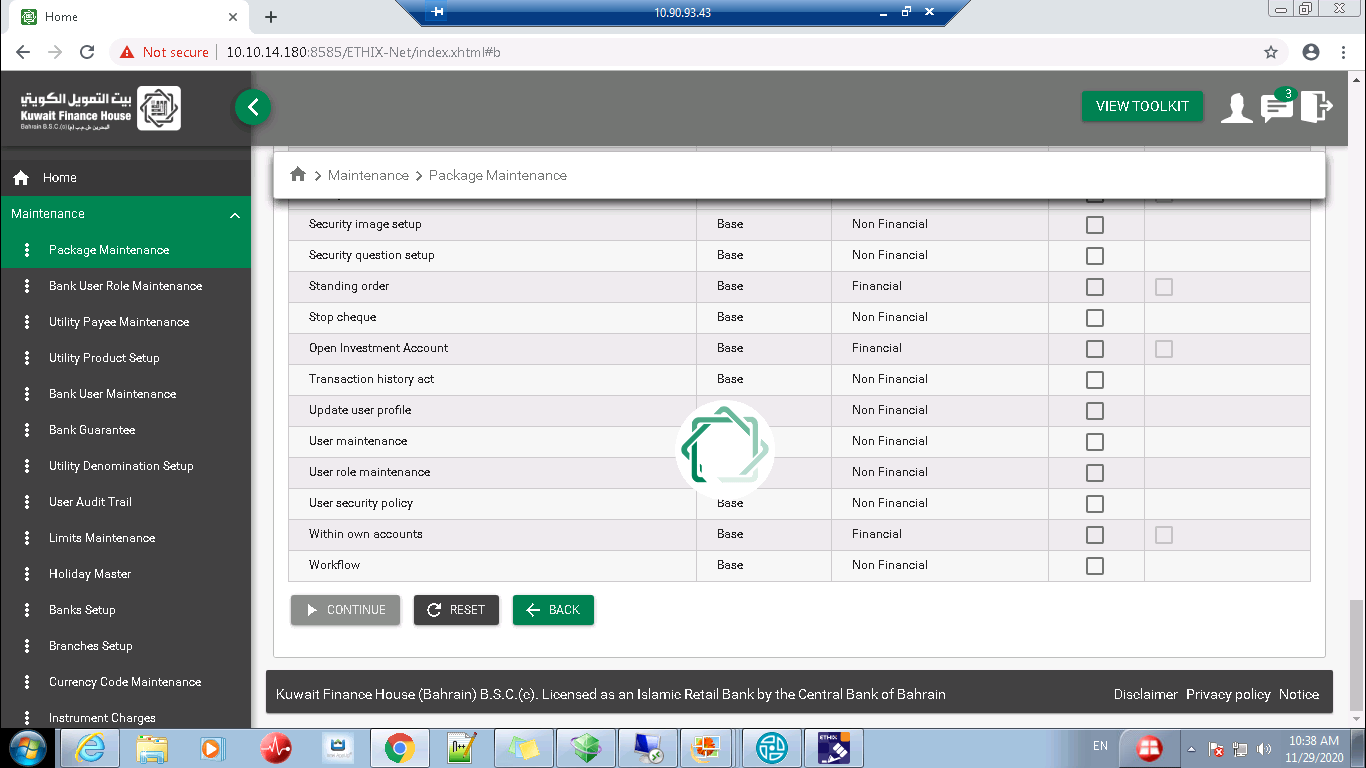 Home
10.90.93.43
Not secure
10.10.14.180:8585/ETHIX-Net/index.xhtml#b
بيت التمويل الكويتي
Kuwait Finance House
Bahrain B.S.C.(c)
VIEW TOOLKIT
3
Home
Maintenance
Package Maintenance
Bank User Role Maintenance
Utility Payee Maintenance
Utility Product Setup
Bank User Maintenance
Bank Guarantee
Utility Denomination Setup
User Audit Trail
Limits Maintenance
Holiday Master
Banks Setup
Branches Setup
Currency Code Maintenance
Instrument Charges
Maintenance Package Maintenance
Security image setup Base Non Financial
Security question setup Base Non Financial
Standing order Base Financial
Stop cheque Base Non Financial
Open Investment Account Base Financial
Transaction history act Base Non Financial
Update user profile Non Financial
User maintenance Non Financial
User role maintenance Non Financial
User security policy Base Non Financial
Within own accounts Base Financial
Workflow Base Non Financial
CONTINUE RESET BACK
Kuwait Finance House (Bahrain) B.S.C.(c). Licensed as an Islamic Retail Bank by the Central Bank of Bahrain
Disclaimer Privacy policy Notice
ETHIX
EN
10:38 AM
11/29/2020